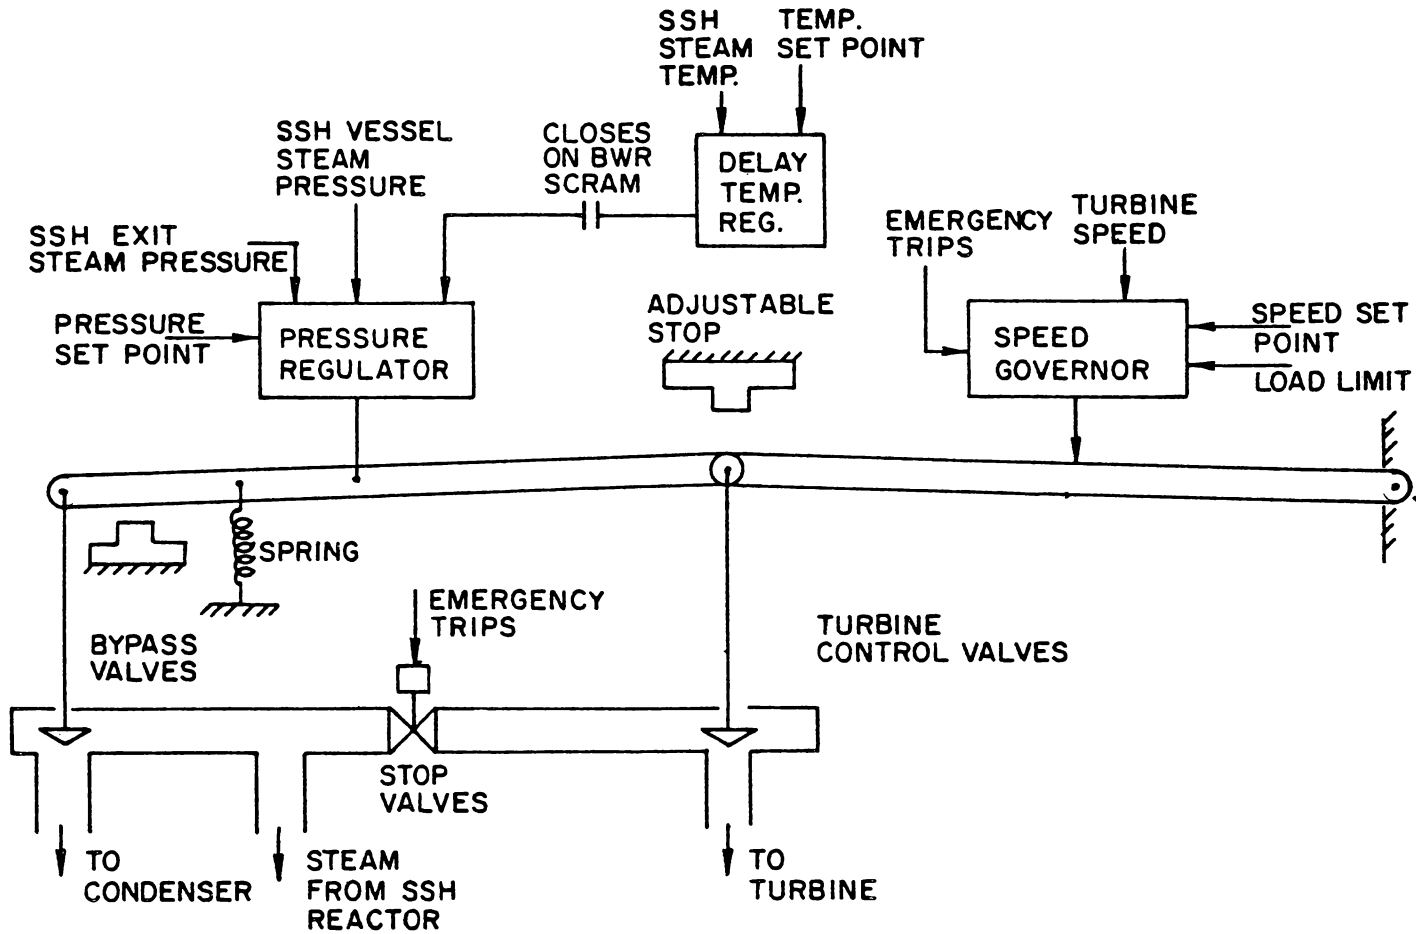 SSH
STEAM
TEMP.
TEMP.
SET POINT
SSH VESSEL
STEAM
PRESSURE
CLOSES
ON BWR
SCRAM
DELAY
TEMP.
REG.
SSH EXIT
STEAM PRESSURE
EMERGENCY
TRIPS
TURBINE
SPEED
PRESSURE
SET POINT
PRESSURE
REGULATOR
ADJUSTABLE
STOP
SPEED
GOVERNOR
SPEED SET
POINT
LOAD LIMIT
SPRING
EMERGENCY
TRIPS
BYPASS
VALVES
TURBINE
CONTROL VALVES
STOP
VALVES
TO
CONDENSER
STEAM
FROM SSH
REACTOR
TO
TURBINE